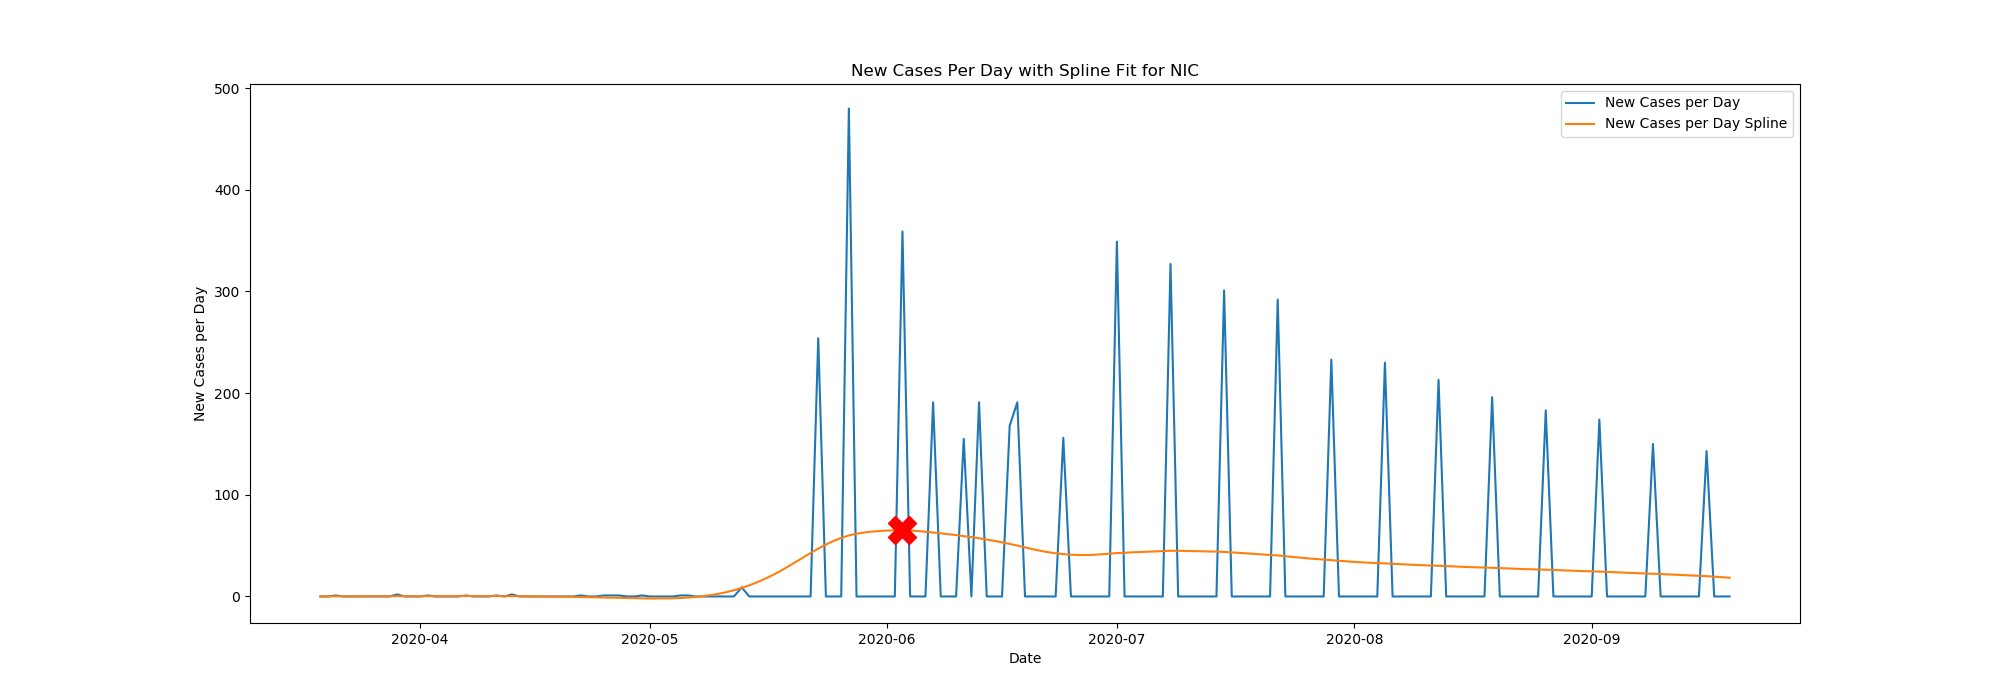 New Cases Per Day with Spline Fit for NIC
New Cases per Day
New Cases per Day Spline
500
400
300
200
100
0
New Cases per Day
2020-04
2020-05
2020-06
2020-07
2020-08
2020-09
Date